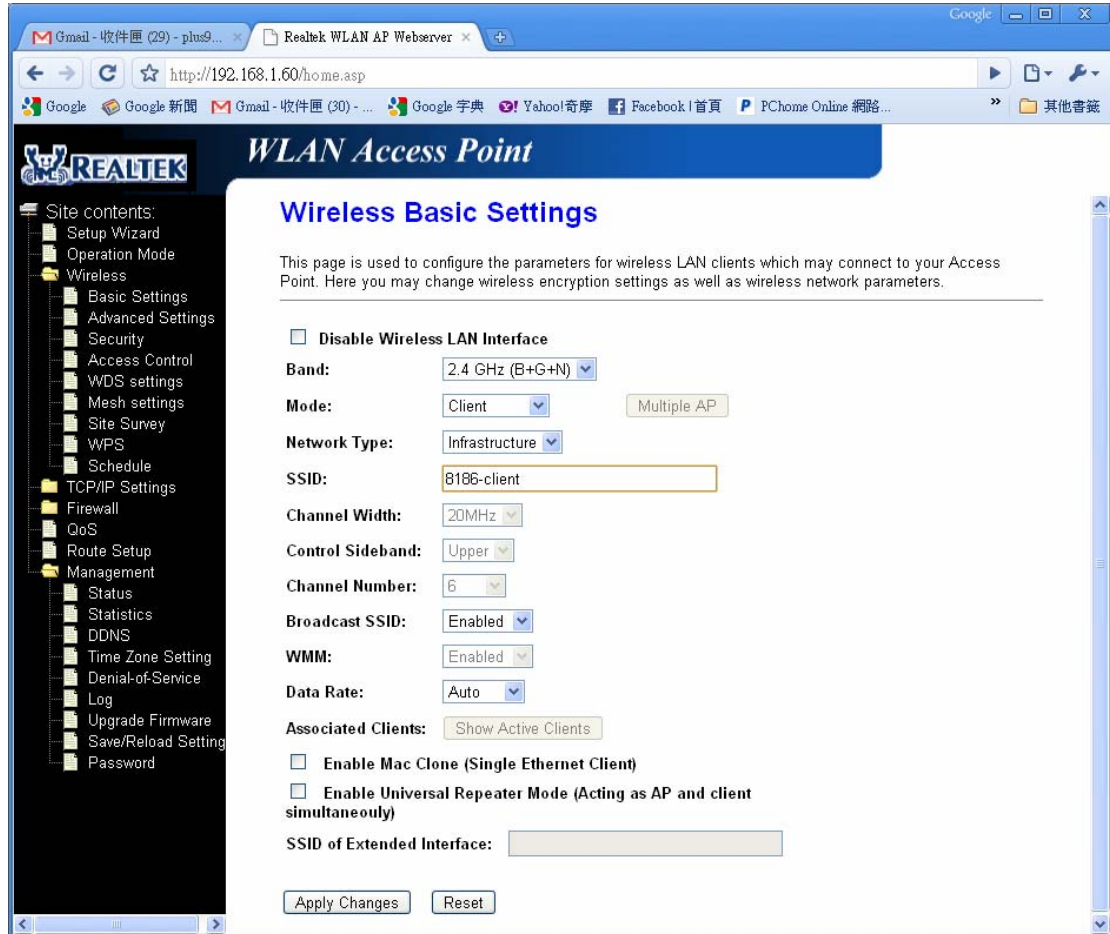 Google
Gmail - 收件匣 (29) - plus9...
Realtek WLAN AP Webserver
http://192.168.1.60/home.asp
Google
Google 新聞
Gmail - 收件匣 (30) - ...
Google 字典
Yahoo!奇摩
Facebook | 首頁
PChome Online 網路...
»
其他書籤
REALTEK
WLAN Access Point
Site contents:
Setup Wizard
Operation Mode
Wireless
Basic Settings
Advanced Settings
Security
Access Control
WDS settings
Mesh settings
Site Survey
WPS
Schedule
TCP/IP Settings
Firewall
QoS
Route Setup
Management
Status
Statistics
DDNS
Time Zone Setting
Denial-of-Service
Log
Upgrade Firmware
Save/Reload Setting
Password
Wireless Basic Settings
This page is used to configure the parameters for wireless LAN clients which may connect to your Access
Point. Here you may change wireless encryption settings as well as wireless network parameters.
Disable Wireless LAN Interface
Band: 2.4 GHz (B+G+N)
Mode: Client Multiple AP
Network Type: Infrastructure
SSID: 8186-client
Channel Width: 20MHz
Control Sideband: Upper
Channel Number: 6
Broadcast SSID: Enabled
WMM: Enabled
Data Rate: Auto
Associated Clients: Show Active Clients
Enable Mac Clone (Single Ethernet Client)
Enable Universal Repeater Mode (Acting as AP and client
simultaneouly)
SSID of Extended Interface:
Apply Changes Reset